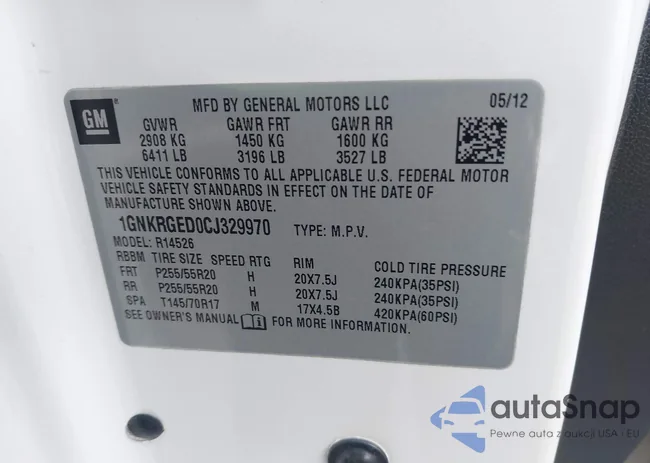 GM
MFD BY GENERAL MOTORS LLC 05/12
GVWR GAWR FRT GAWR RR
2908 KG 1450 KG 1600 KG
6411 LB 3196 LB 3527 LB
THIS VEHICLE CONFORMS TO ALL APPLICABLE U.S. FEDERAL MOTOR
VEHICLE SAFETY STANDARDS IN EFFECT ON THE DATE OF
MANUFACTURE SHOWN ABOVE.
1GNKRGED0CJ329970 TYPE: M.P.V.
MODEL: R14526
RBBM TIRE SIZE SPEED RTG RIM COLD TIRE PRESSURE
FRT P255/55R20 H 20X7.5J 240KPA(35PSI)
RR P255/55R20 H 20X7.5J 240KPA(35PSI)
SPA T145/70R17 M 17X4.5B 420KPA(60PSI)
SEE OWNER'S MANUAL FOR MORE INFORMATION.
autoSnap
Pewne auta z aukcji USA - EU